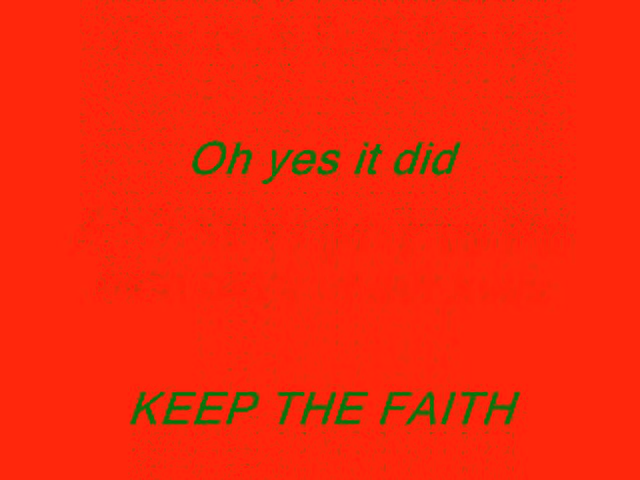 Oh yes it did
KEEP THE FAITH